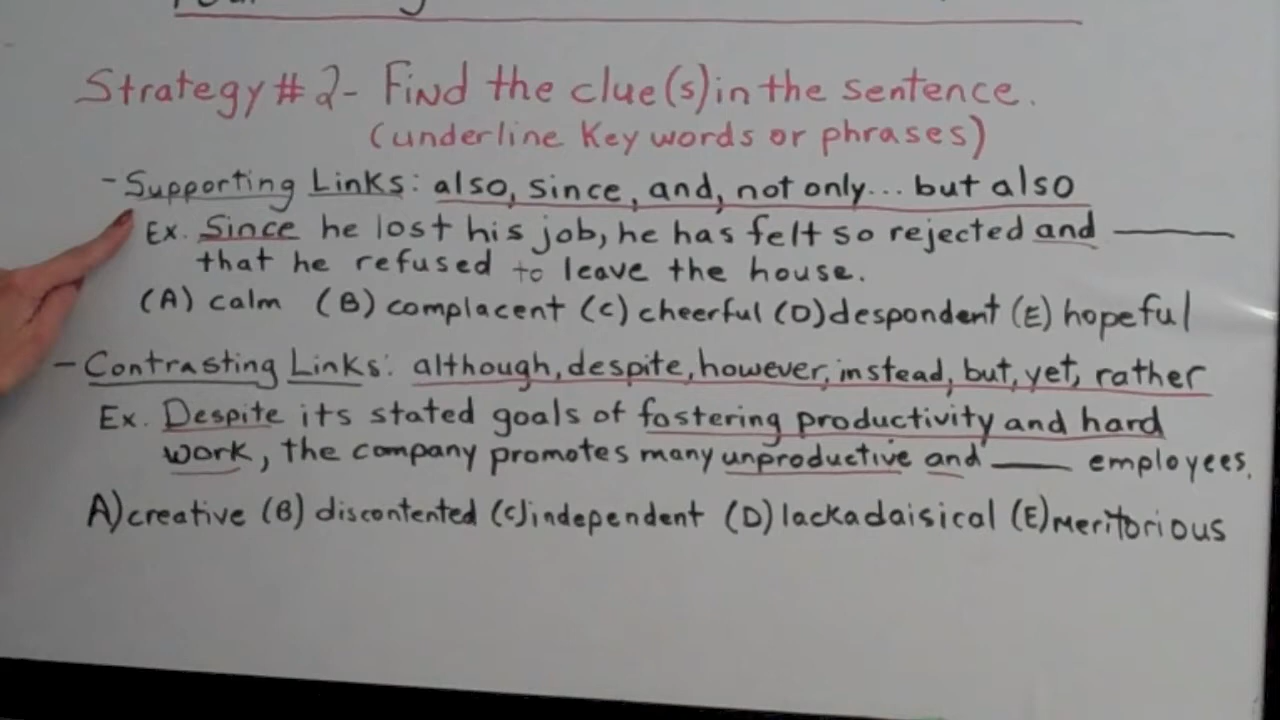 Strategy #2- Find the clue(s) in the sentence.
(underline Key words or phrases)
- Supporting Links: also, since, and, not only... but also
Ex. Since he lost his job, he has felt so rejected and ____
that he refused to leave the house.
(A) calm (B) complacent (C) cheerful (D) despondent (E) hopeful
- Contrasting Links: although, despite, however, instead, but, yet, rather
Ex. Despite its stated goals of fostering productivity and hard
work, the company promotes many unproductive and ____ employees.
A) creative (B) discontented (C) independent (D) lackadaisical (E) meritorious